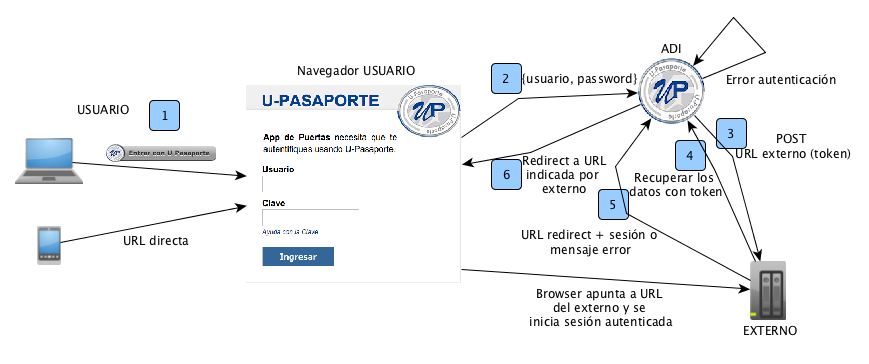 ADI
Navegador USUARIO
2
{usuario, password}
Error autenticación
U-Pasaporte
UP
U-Pasaporte
USUARIO
1
U-PASAPORTE
U-Pasaporte
UP
U-Pasaporte
App de Puertas necesita que te
autentifiques usando U-Pasaporte.
Entrar con U Pasaporte
Usuario
Clave
Ayuda con la Clave
Ingresar
URL directa
3
POST
URL externo (token)
4
Recuperar los
datos con token
6
Redirect a URL
indicada por
externo
5
URL redirect + sesión o
mensaje error
Browser apunta a URL
del externo y se
inicia sesión autenticada
EXTERNO